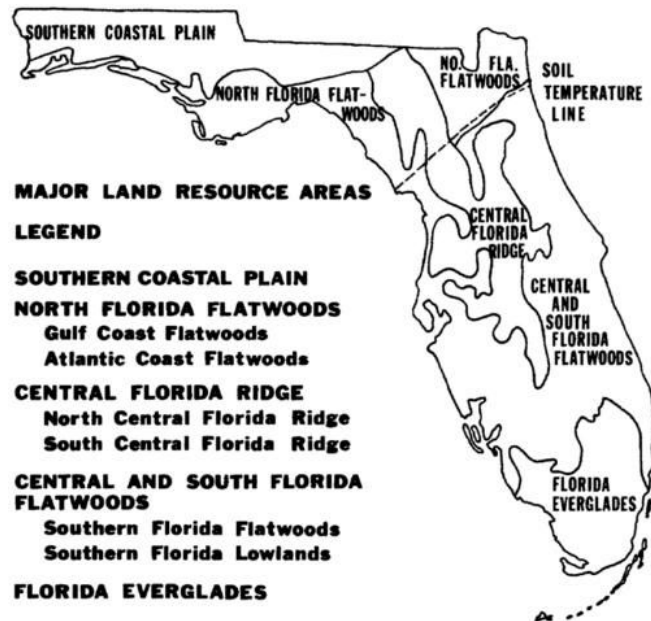 SOUTHERN COASTAL PLAIN
NO. FLA.
FLATWOODS
SOIL
TEMPERATURE
LINE
NORTH FLORIDA FLAT-
WOODS
MAJOR LAND RESOURCE AREAS
LEGEND
SOUTHERN COASTAL PLAIN
NORTH FLORIDA FLATWOODS
Gulf Coast Flatwoods
Atlantic Coast Flatwoods
CENTRAL FLORIDA RIDGE
North Central Florida Ridge
South Central Florida Ridge
CENTRAL AND SOUTH FLORIDA
FLATWOODS
Southern Florida Flatwoods
Southern Florida Lowlands
FLORIDA EVERGLADES
CENTRAL
FLORIDA
RIDGE
CENTRAL
AND
SOUTH
FLORIDA
FLATWOODS
FLORIDA
EVERGLADES